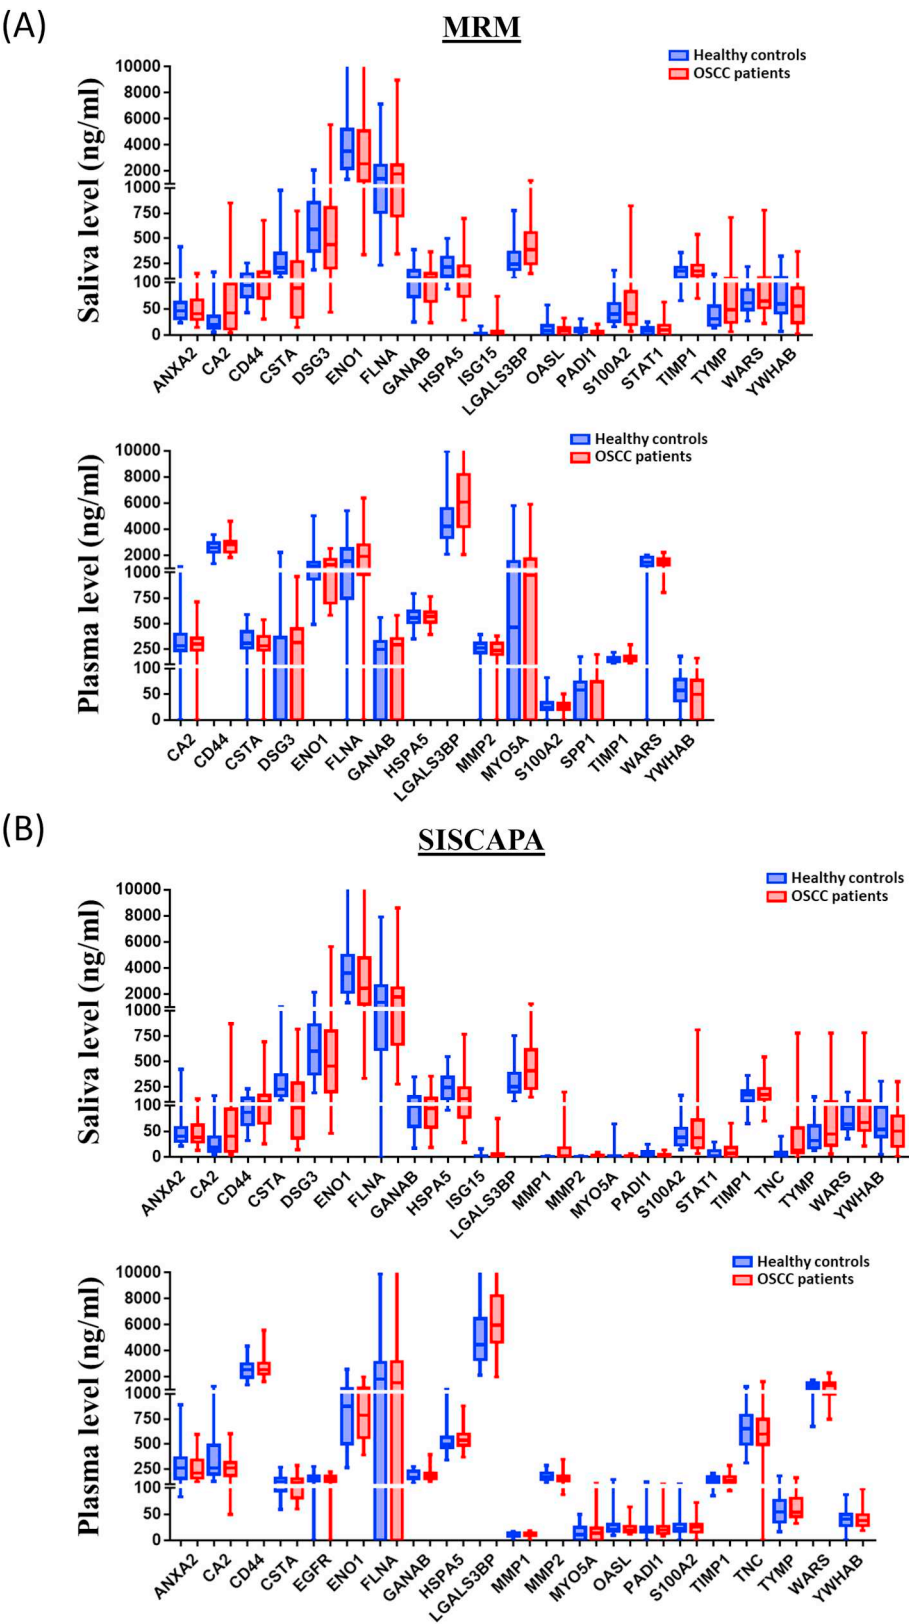 (A)
MRM
Healthy controls
OSCC patients
Saliva level (ng/ml)
10000
8000
6000
4000
2000
1000
750
500
250
100
50
0
ANXA2 CA2 CD44 CSTA DSG3 ENO1 FLNA GANAB HSPA5 ISG15 LGALS3BP OASL PADI1 S100A2 STAT1 TIMP1 TYMP WARS YWHAB
Healthy controls
OSCC patients
Plasma level (ng/ml)
10000
8000
6000
4000
2000
1000
750
500
250
100
50
0
CA2 CD44 CSTA DSG3 ENO1 FLNA GANAB HSPA5 LGALS3BP MMP2 MYO5A S100A2 SPP1 TIMP1 WARS YWHAB
(B)
SISCAPA
Healthy controls
OSCC patients
Saliva level (ng/ml)
10000
8000
6000
4000
2000
1000
750
500
250
100
50
0
ANXA2 CA2 CD44 CSTA DSG3 ENO1 FLNA GANAB HSPA5 ISG15 LGALS3BP MMP1 MMP2 MYO5A PADI1 S100A2 STAT1 TIMP1 TNC TYMP WARS YWHAB
Healthy controls
OSCC patients
Plasma level (ng/ml)
10000
8000
6000
4000
2000
1000
750
500
250
100
50
0
ANXA2 CA2 CD44 CSTA EGFR ENO1 FLNA GANAB HSPA5 LGALS3BP MMP1 MMP2 MYO5A OASL PADI1 S100A2 TIMP1 TNC TYMP WARS YWHAB